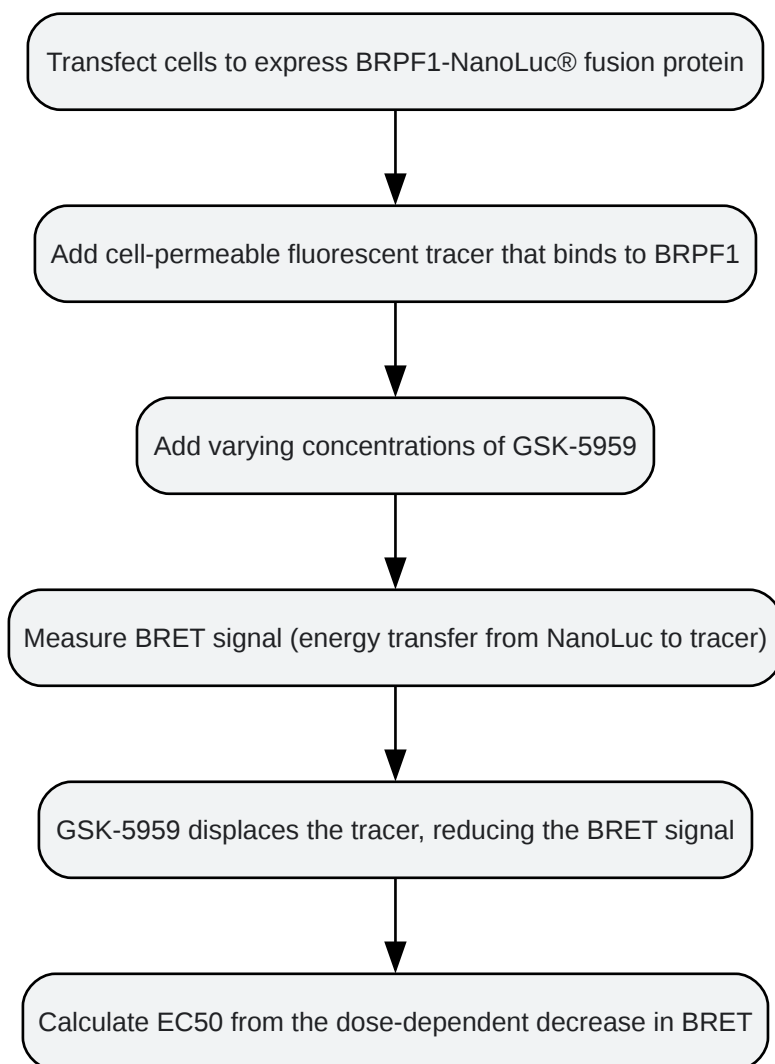 Transfect cells to express BRPF1-NanoLuc® fusion protein
Add cell-permeable fluorescent tracer that binds to BRPF1
Add varying concentrations of GSK-5959
Measure BRET signal (energy transfer from NanoLuc to tracer)
GSK-5959 displaces the tracer, reducing the BRET signal
Calculate EC50 from the dose-dependent decrease in BRET